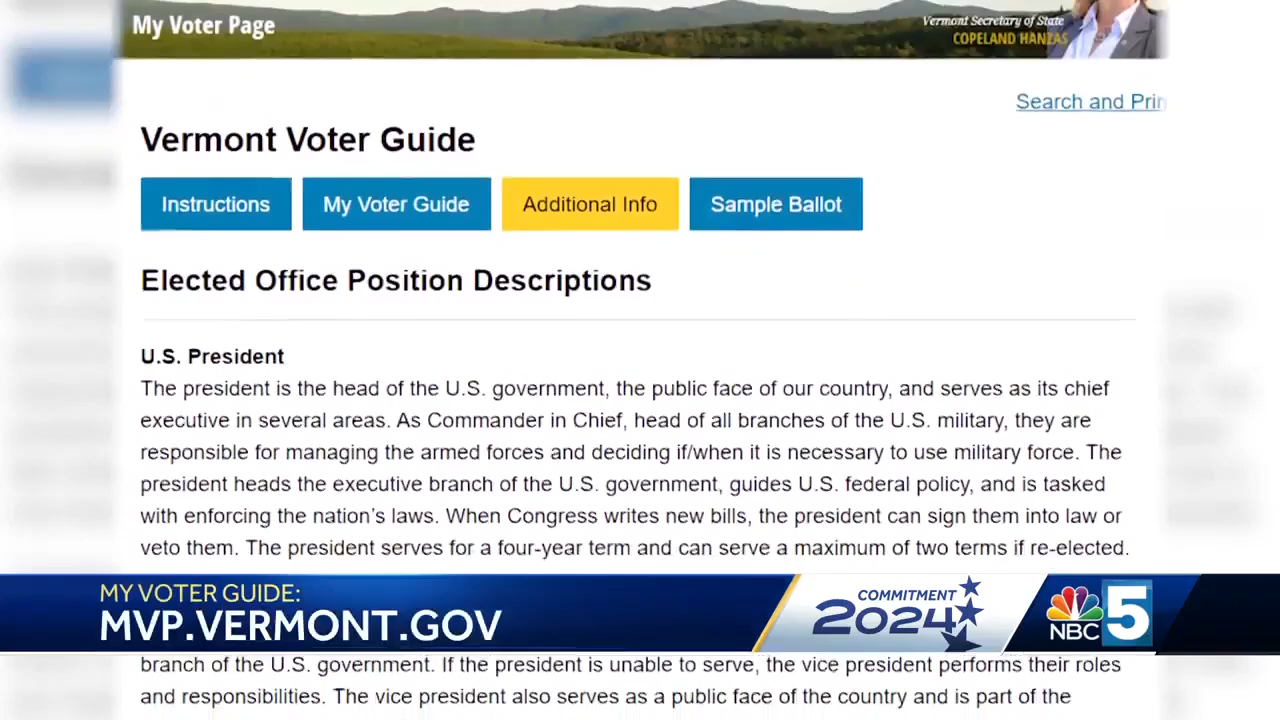 My Voter Page
Vermont Secretary of State
COPELAND HANZAS
Search and Prin
Vermont Voter Guide
Instructions
My Voter Guide
Additional Info
Sample Ballot
Elected Office Position Descriptions
U.S. President
The president is the head of the U.S. government, the public face of our country, and serves as its chief
executive in several areas. As Commander in Chief, head of all branches of the U.S. military, they are
responsible for managing the armed forces and deciding if/when it is necessary to use military force. The
president heads the executive branch of the U.S. government, guides U.S. federal policy, and is tasked
with enforcing the nation's laws. When Congress writes new bills, the president can sign them into law or
veto them. The president serves for a four-year term and can serve a maximum of two terms if re-elected.
MY VOTER GUIDE:
MVP.VERMONT.GOV
COMMITMENT
2024
NBC 5
branch of the U.S. government. If the president is unable to serve, the vice president performs their roles
and responsibilities. The vice president also serves as a public face of the country and is part of the